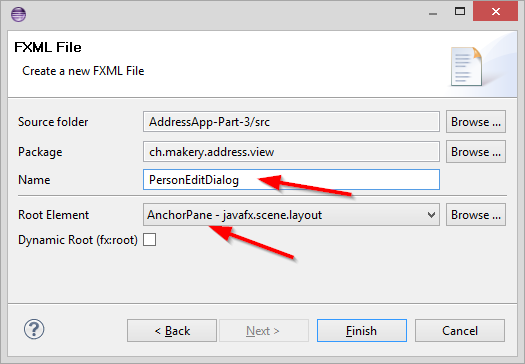 FXML File
Create a new FXML File
Source folder AddressApp-Part-3/src Browse ...
Package ch.makery.address.view Browse ...
Name PersonEditDialog
Root Element AnchorPane - javafx.scene.layout Browse ...
Dynamic Root (fx:root)
? < Back Next > Finish Cancel